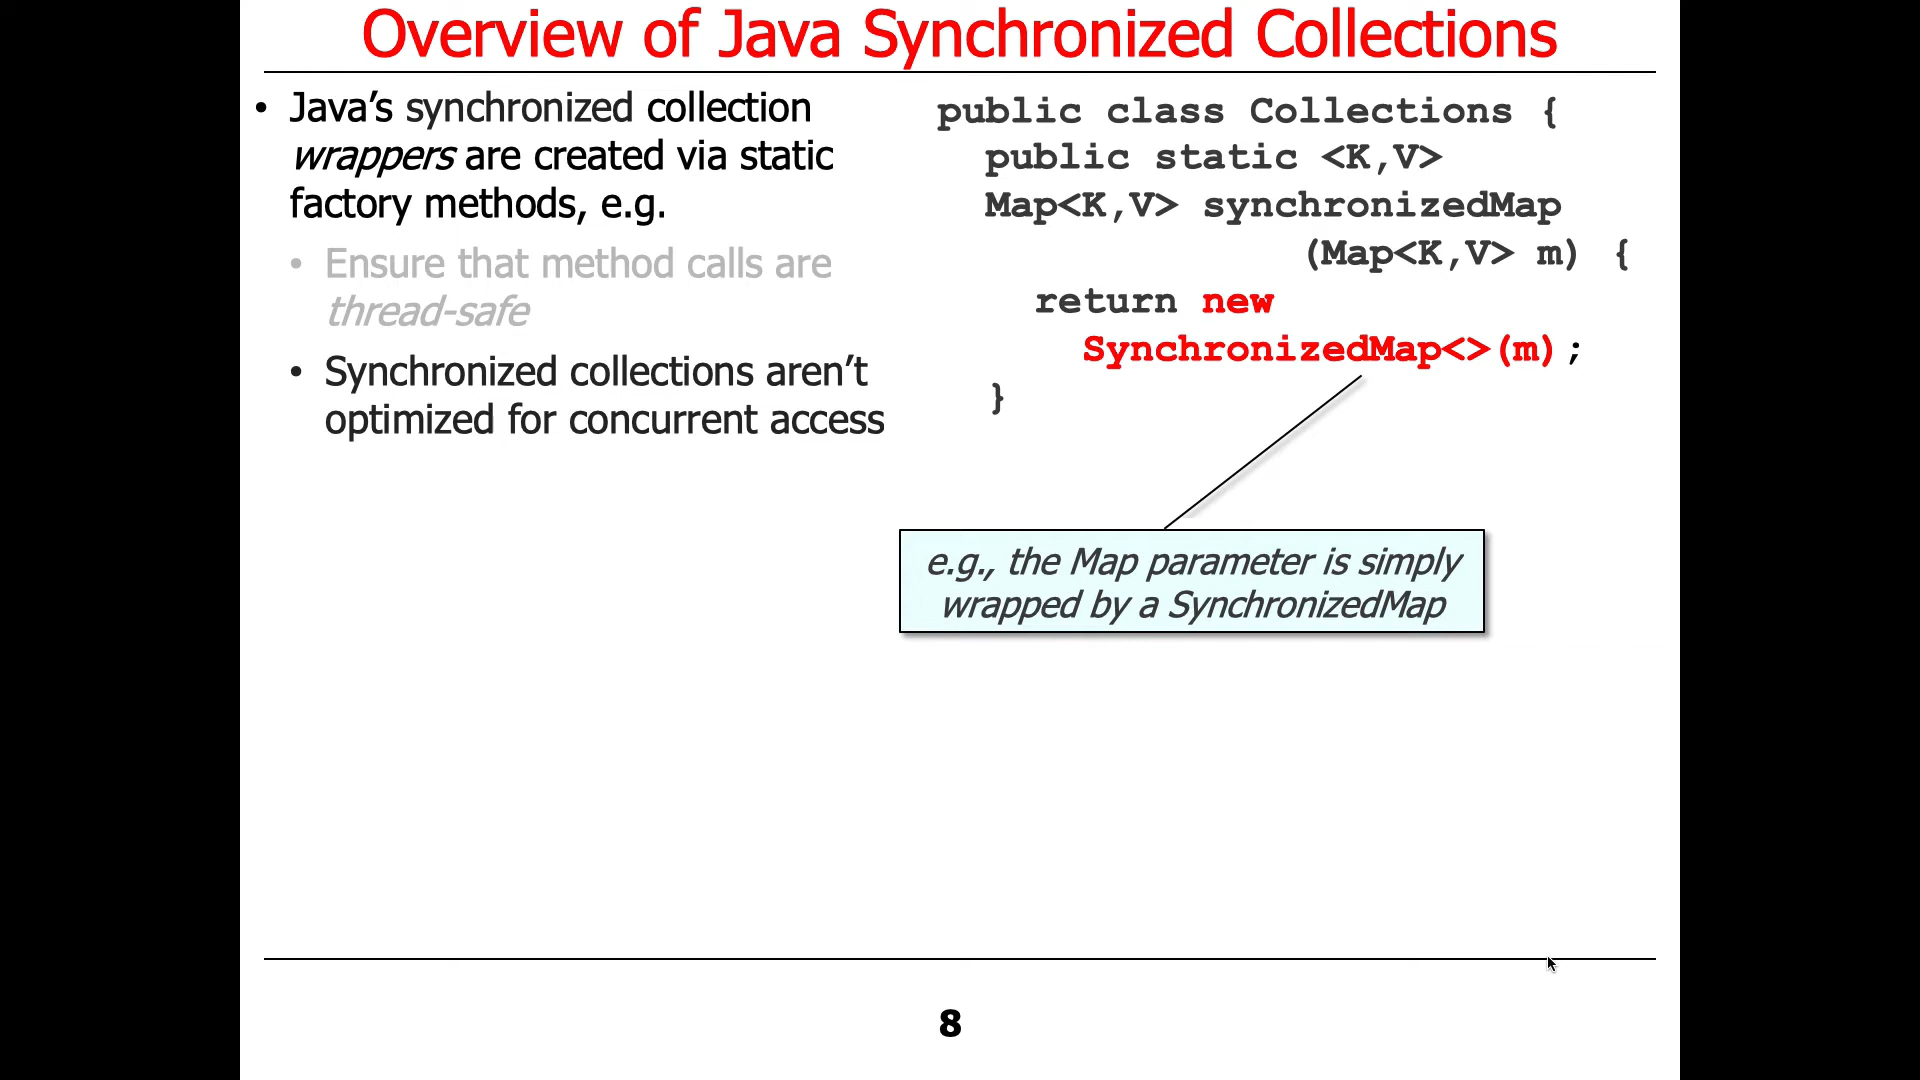 Overview of Java Synchronized Collections
• Java’s synchronized collection
wrappers are created via static
factory methods, e.g.
• Ensure that method calls are
thread-safe
• Synchronized collections aren’t
optimized for concurrent access
public class Collections {
public static <K,V>
Map<K,V> synchronizedMap
(Map<K,V> m) {
return new
SynchronizedMap<>(m);
}
e.g., the Map parameter is simply
wrapped by a SynchronizedMap
8